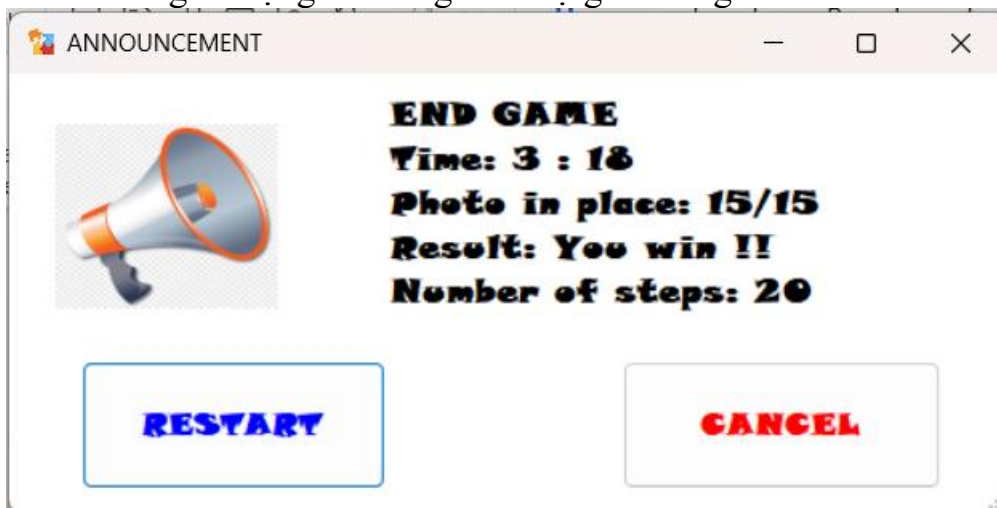 ANNOUNCEMENT
END GAME
Time: 3 : 18
Photo in place: 15/15
Result: You win !!
Number of steps: 20
RESTART
CANCEL